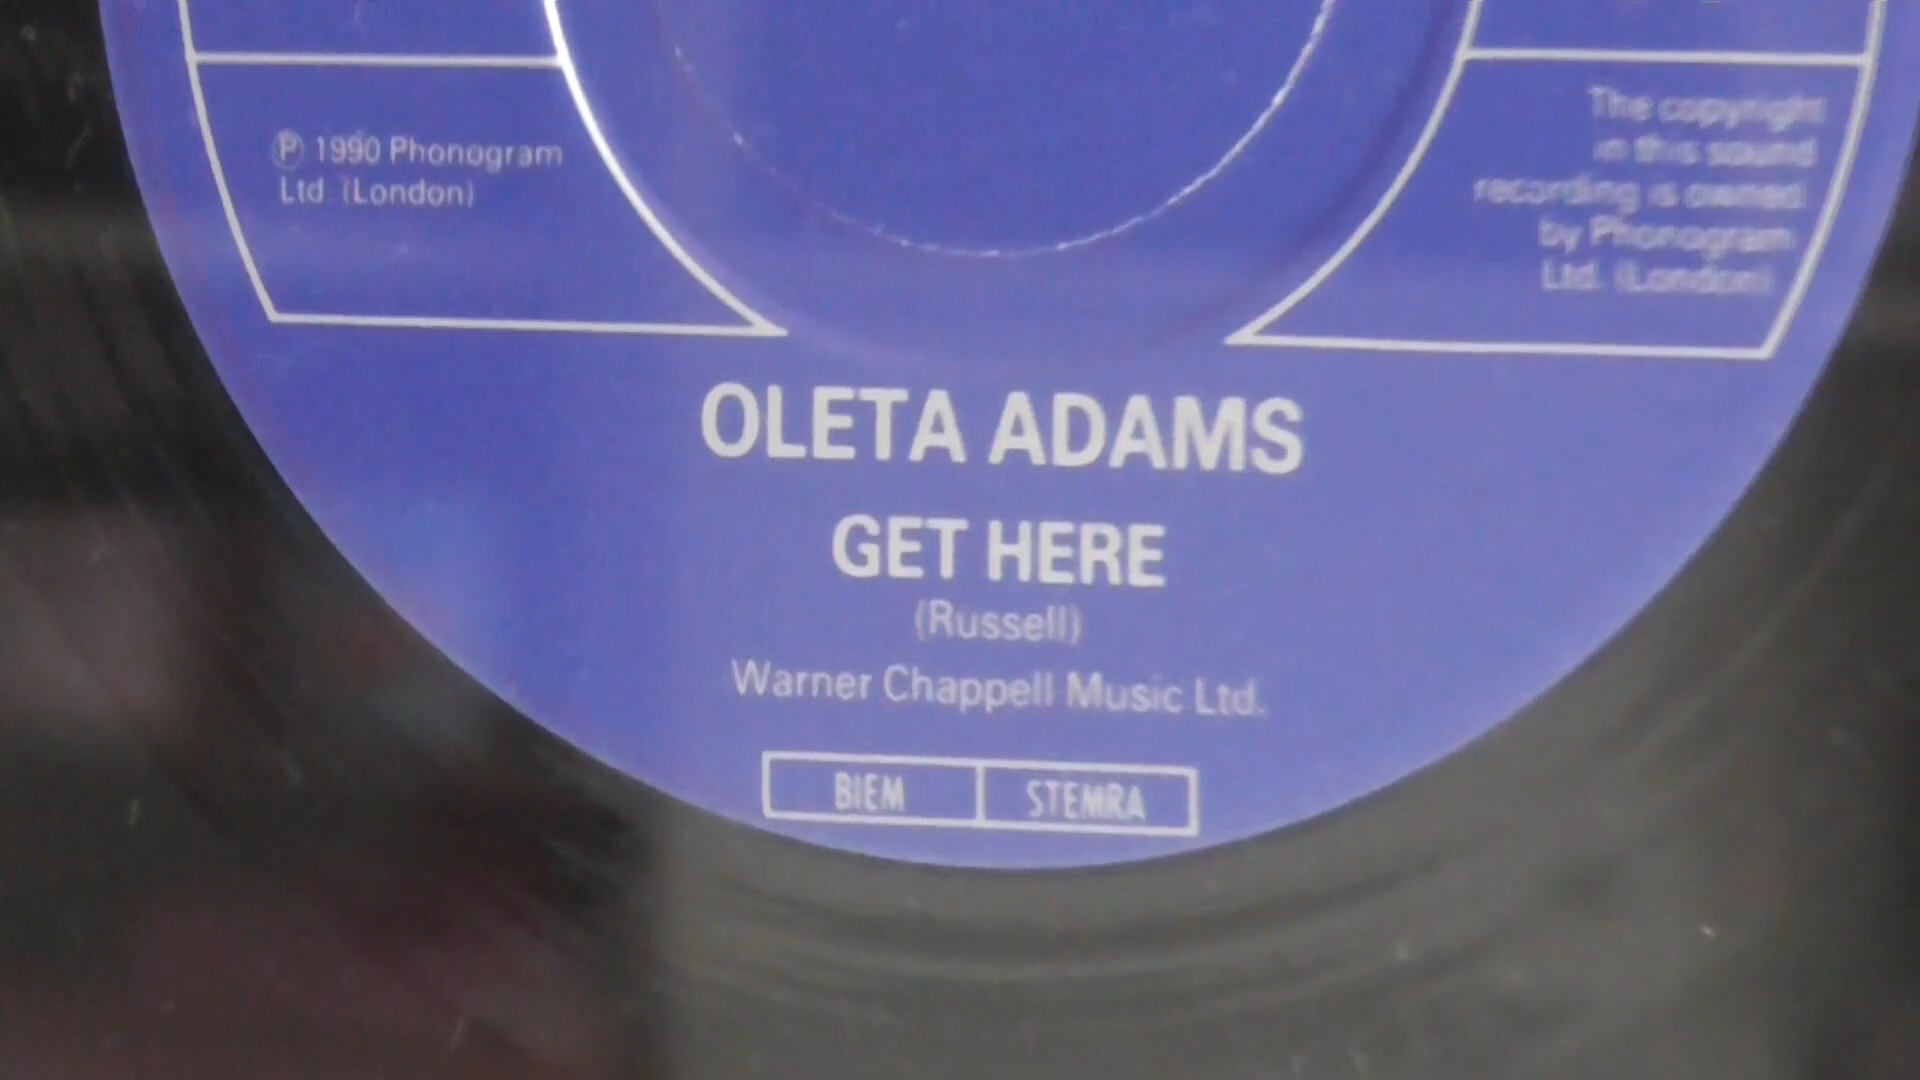 ℗ 1990 Phonogram
Ltd. (London)
The copyright
in this sound
recording is owned
by Phonogram
Ltd. (London)
OLETA ADAMS
GET HERE
(Russell)
Warner Chappell Music Ltd.
BIEM STEMRA